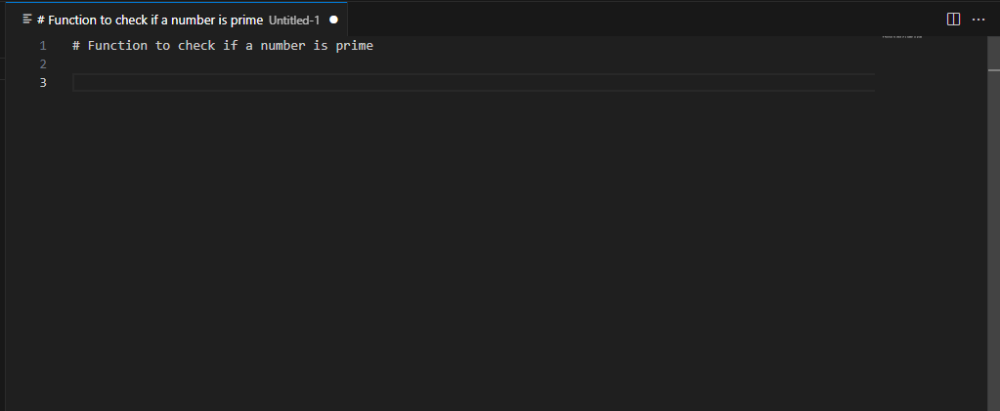 # Function to check if a number is prime Untitled-1
1 # Function to check if a number is prime
2
3